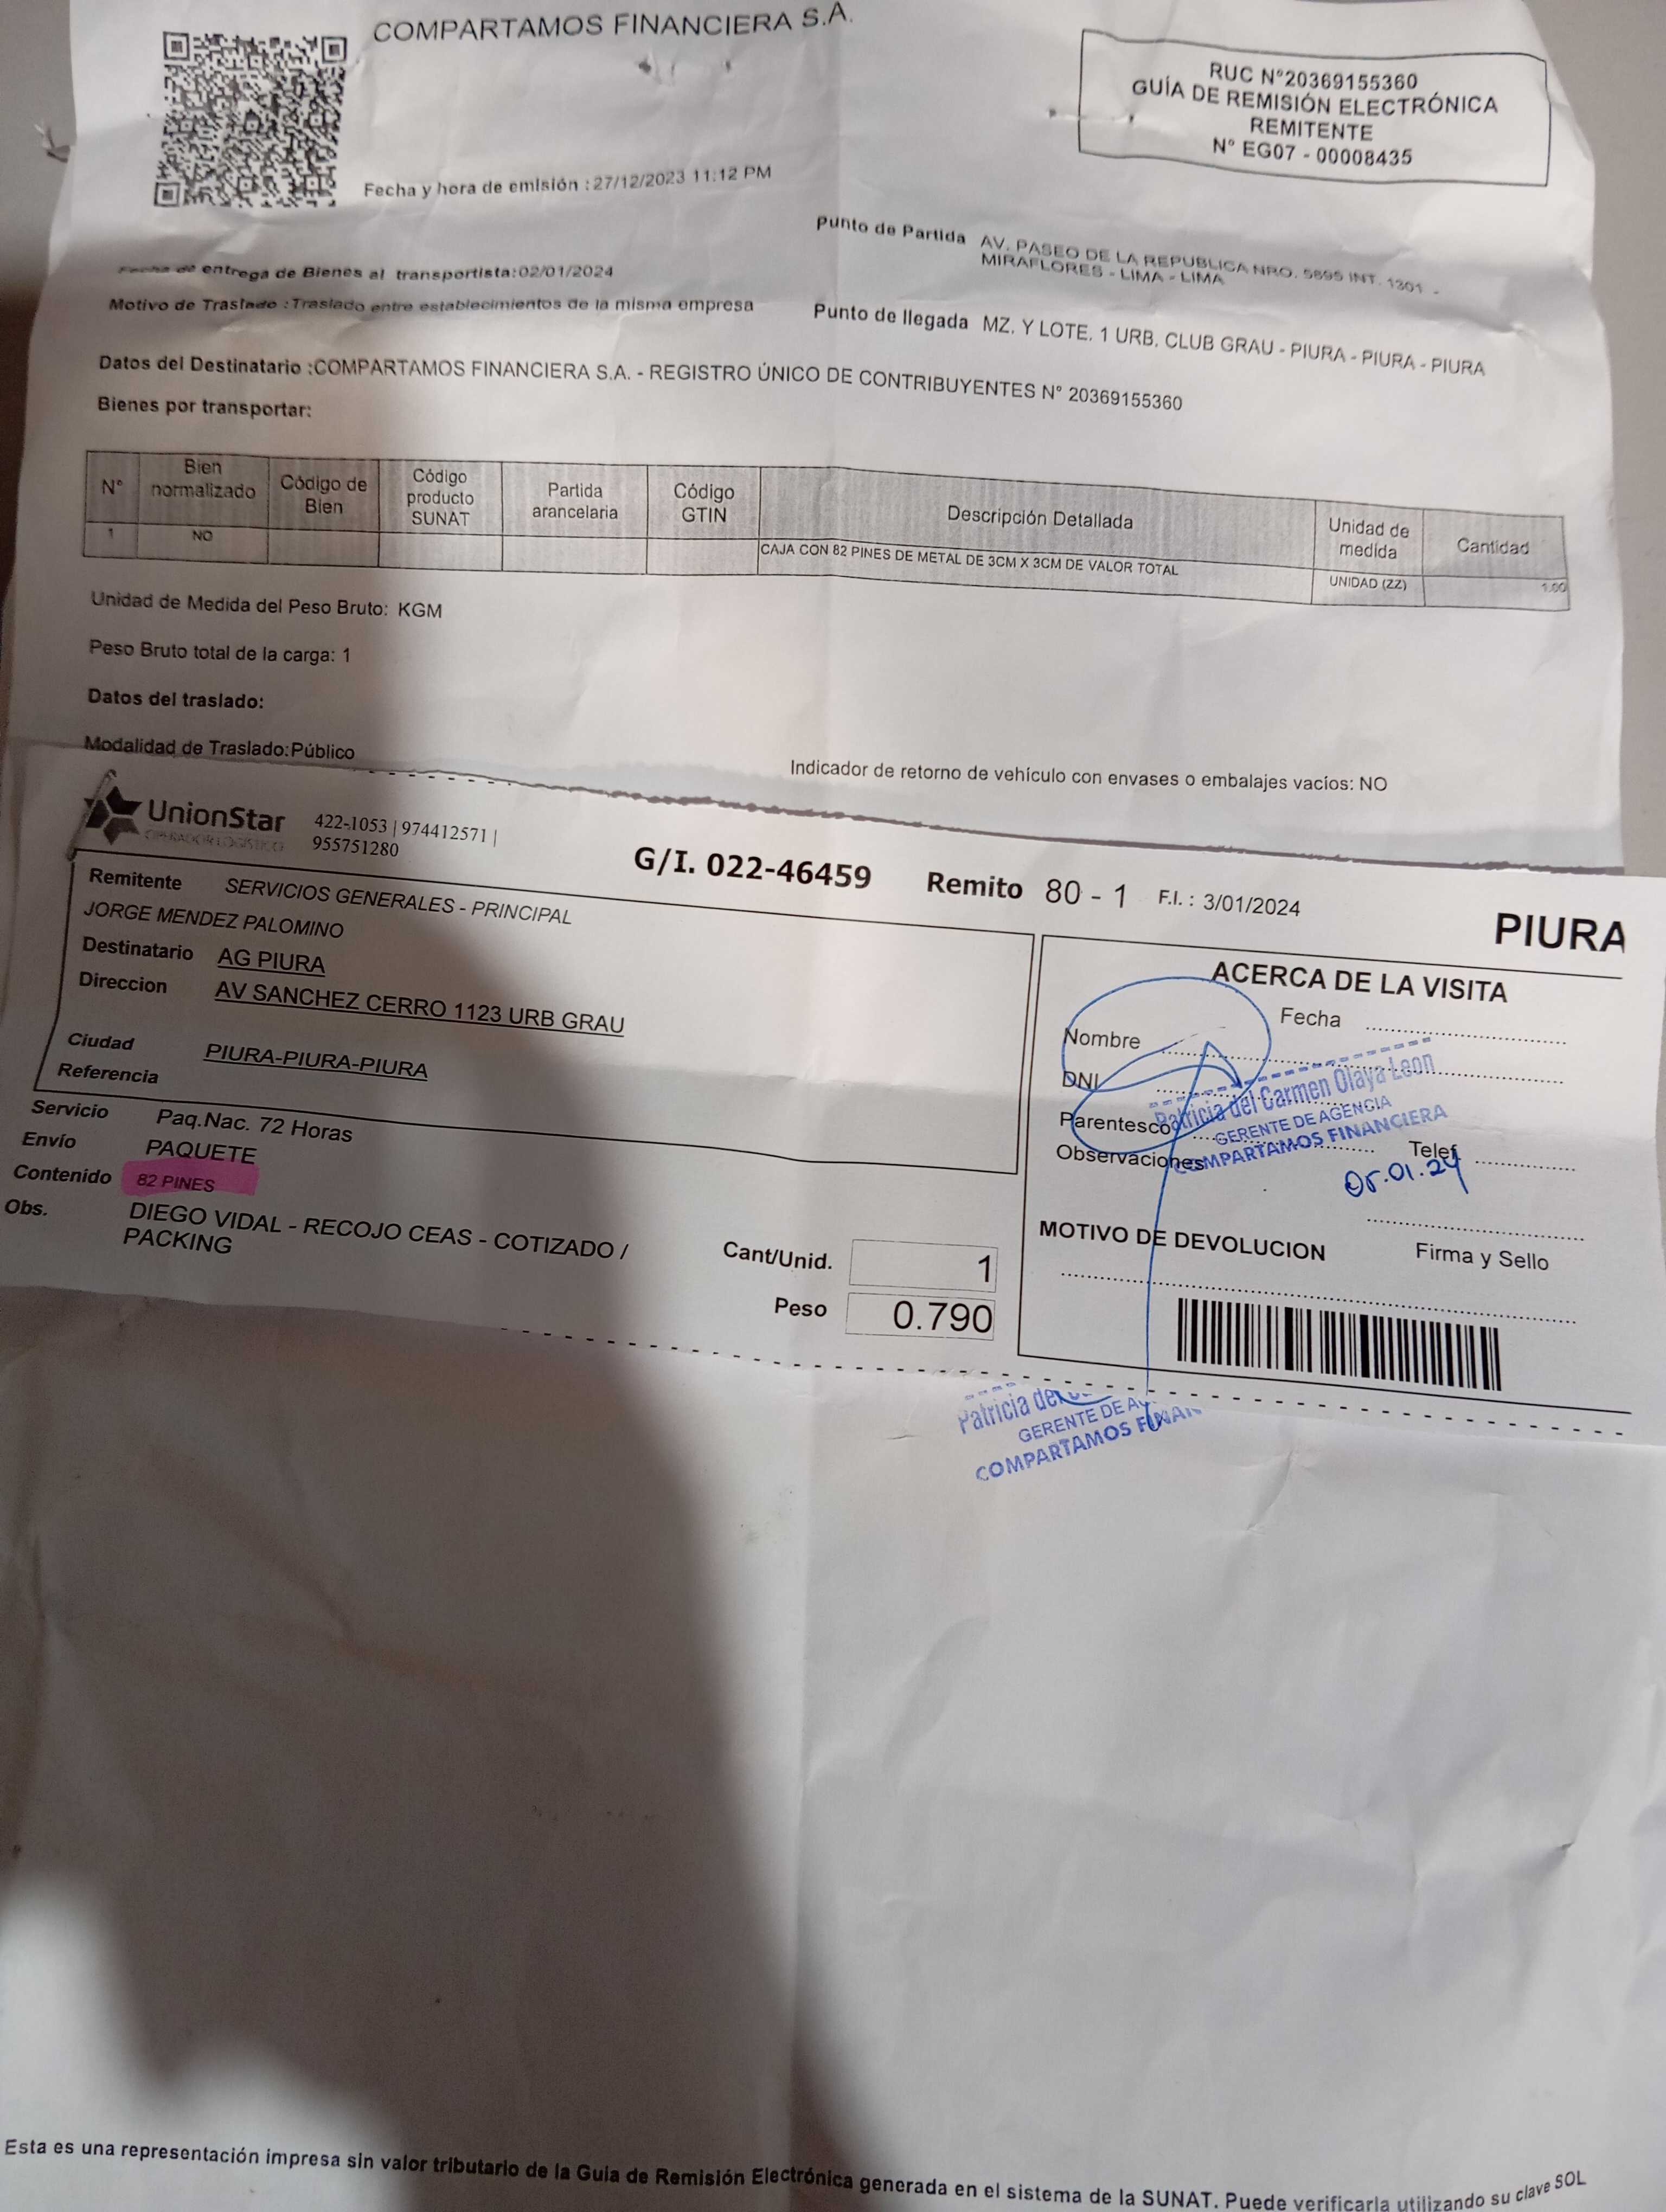 COMPARTAMOS FINANCIERA S.A.
RUC N°20369155360
GUÍA DE REMISIÓN ELECTRÓNICA
REMITENTE
N° EG07 - 00008435
Fecha y hora de emisión : 27/12/2023 11:12 PM
Punto de Partida AV. PASEO DE LA REPUBLICA NRO. 5895 INT. 1301 -
MIRAFLORES - LIMA - LIMA
Fecha de entrega de Bienes al transportista:02/01/2024
Motivo de Traslado :Traslado entre establecimientos de la misma empresa
Punto de llegada MZ. Y LOTE. 1 URB. CLUB GRAU - PIURA - PIURA - PIURA
Datos del Destinatario :COMPARTAMOS FINANCIERA S.A. - REGISTRO ÚNICO DE CONTRIBUYENTES N° 20369155360
Bienes por transportar:
N° Bien normalizado Código de Bien Código producto SUNAT Partida arancelaria Código GTIN Descripción Detallada Unidad de medida Cantidad
1 NO CAJA CON 82 PINES DE METAL DE 3CM X 3CM DE VALOR TOTAL UNIDAD (ZZ) 1.00
Unidad de Medida del Peso Bruto: KGM
Peso Bruto total de la carga: 1
Datos del traslado:
Modalidad de Traslado:Público
Indicador de retorno de vehículo con envases o embalajes vacíos: NO
UnionStar
OPERADOR LOGÍSTICO
422-1053 | 974412571 |
955751280
G/I. 022-46459 Remito 80 - 1 F.I. : 3/01/2024
PIURA
Remitente SERVICIOS GENERALES - PRINCIPAL
JORGE MENDEZ PALOMINO
Destinatario AG PIURA
Direccion AV SANCHEZ CERRO 1123 URB GRAU
Ciudad PIURA-PIURA-PIURA
Referencia
Servicio Paq.Nac. 72 Horas
Envío PAQUETE
Contenido 82 PINES
Obs. DIEGO VIDAL - RECOJO CEAS - COTIZADO /
PACKING
Cant/Unid. 1
Peso 0.790
ACERCA DE LA VISITA
Nombre Fecha
DNI
Parentesco
Observaciones Telef
Patricia del Carmen Olaya Leon
GERENTE DE AGENCIA
COMPARTAMOS FINANCIERA
05.01.24
MOTIVO DE DEVOLUCION Firma y Sello
Patricia del
GERENTE DE A
COMPARTAMOS FINAN
Esta es una representación impresa sin valor tributario de la Guia de Remisión Electrónica generada en el sistema de la SUNAT. Puede verificarla utilizando su clave SOL